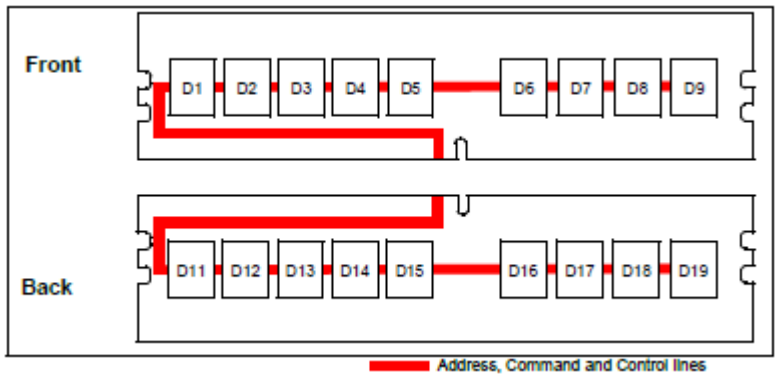 Front
D1 D2 D3 D4 D5 D6 D7 D8 D9
D11 D12 D13 D14 D15 D16 D17 D18 D19
Back
Address, Command and Control lines